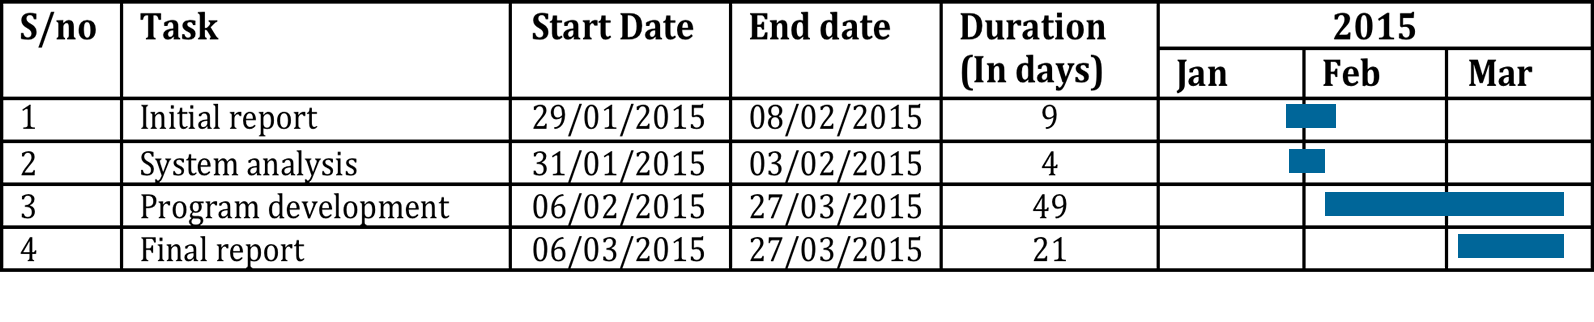 S/no Task Start Date End date Duration 2015
(In days) Jan Feb Mar
1 Initial report 29/01/2015 08/02/2015 9
2 System analysis 31/01/2015 03/02/2015 4
3 Program development 06/02/2015 27/03/2015 49
4 Final report 06/03/2015 27/03/2015 21